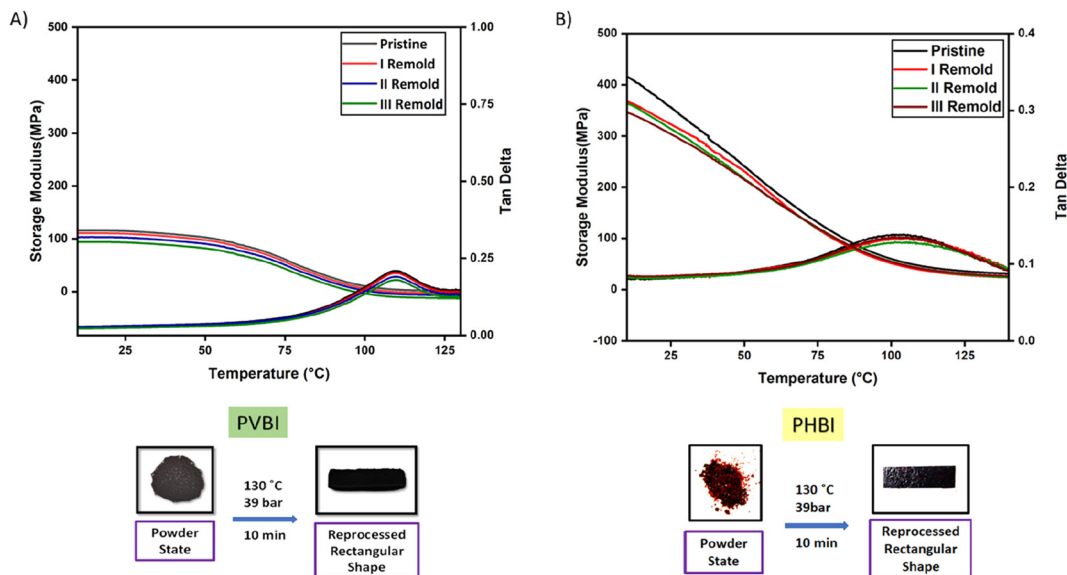 A)
500
400
300
200
100
0
Storage Modulus(MPa)
25
50
75
100
125
Temperature (°C)
1.00
0.75
0.50
0.25
0.00
Tan Delta
Pristine
I Remold
II Remold
III Remold
B)
500
400
300
200
100
0
-100
Storage Modulus(MPa)
25
50
75
100
125
Temperature (°C)
0.4
0.3
0.2
0.1
0.0
Tan Delta
Pristine
I Remold
II Remold
III Remold
PVBI
130 ˚C
39 bar
10 min
Powder
State
Reprocessed
Rectangular
Shape
PHBI
130 ˚C
39bar
10 min
Powder
State
Reprocessed
Rectangular
Shape